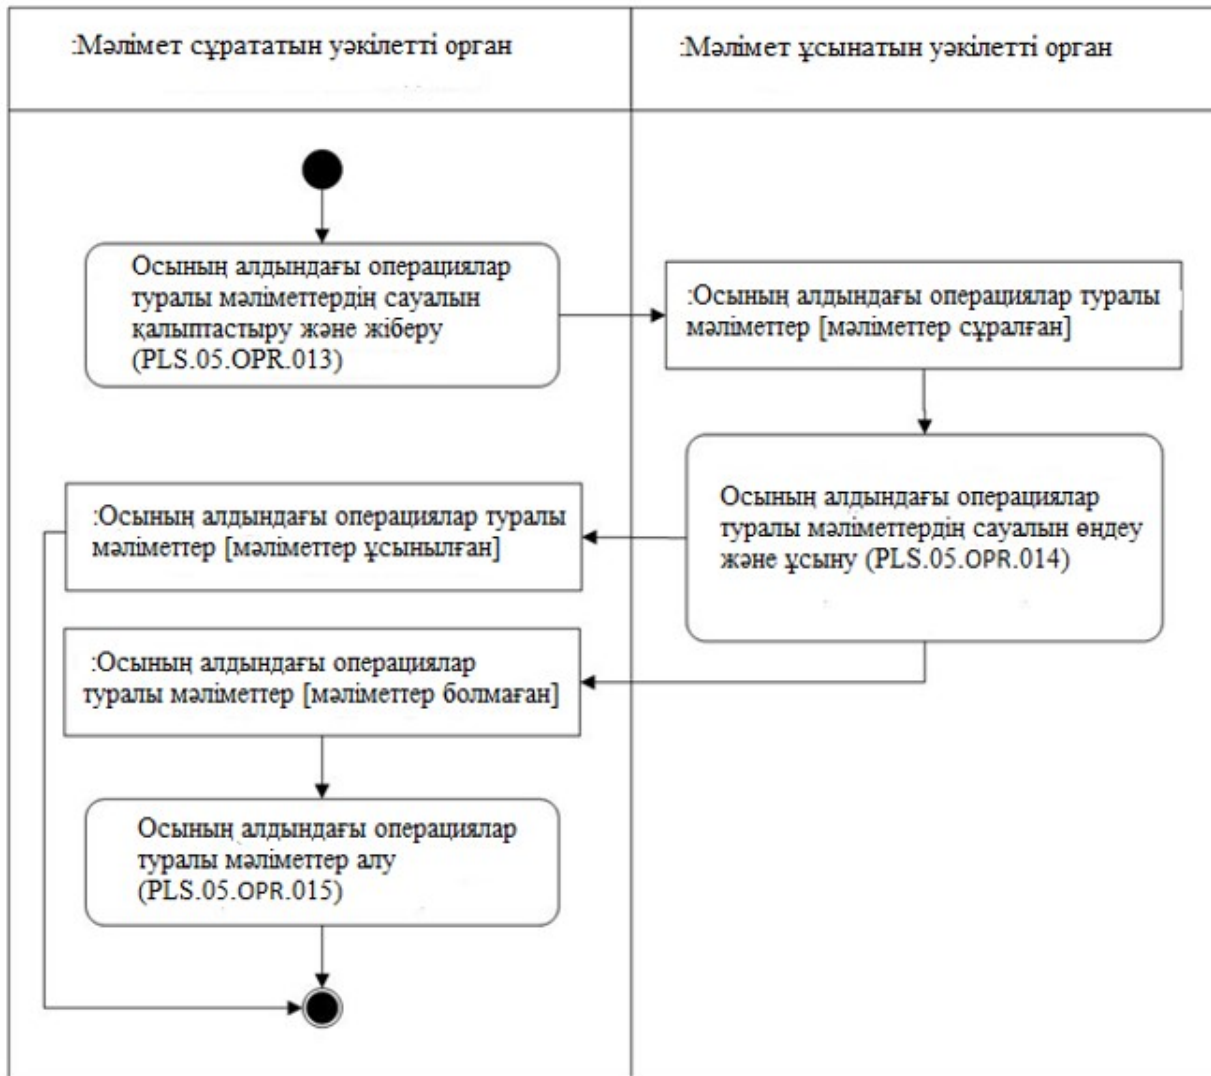 :Мәлімет сұрататын уәкілетті орган
:Мәлімет ұсынатын уәкілетті орган
Осының алдындағы операциялар
туралы мәліметтердің сауалын
қалыптастыру және жіберу
(PLS.05.OPR.013)
:Осының алдындағы операциялар туралы
мәліметтер [мәліметтер сұралған]
Осының алдындағы операциялар
туралы мәліметтердің сауалын өңдеу
және ұсыну (PLS.05.OPR.014)
:Осының алдындағы операциялар туралы
мәліметтер [мәліметтер ұсынылған]
:Осының алдындағы операциялар
туралы мәліметтер [мәліметтер болмаған]
Осының алдындағы операциялар
туралы мәліметтер алу
(PLS.05.OPR.015)